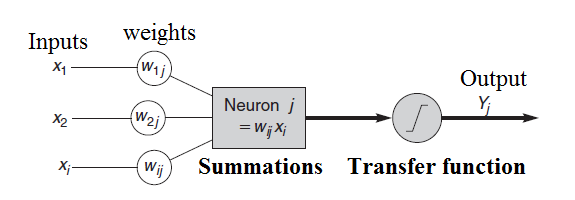 Inputs
weights
x₁
w₁ⱼ
x₂
w₂ⱼ
xᵢ
wᵢⱼ
Neuron j
= wᵢⱼ xᵢ
Summations
Transfer function
Output
Yⱼ